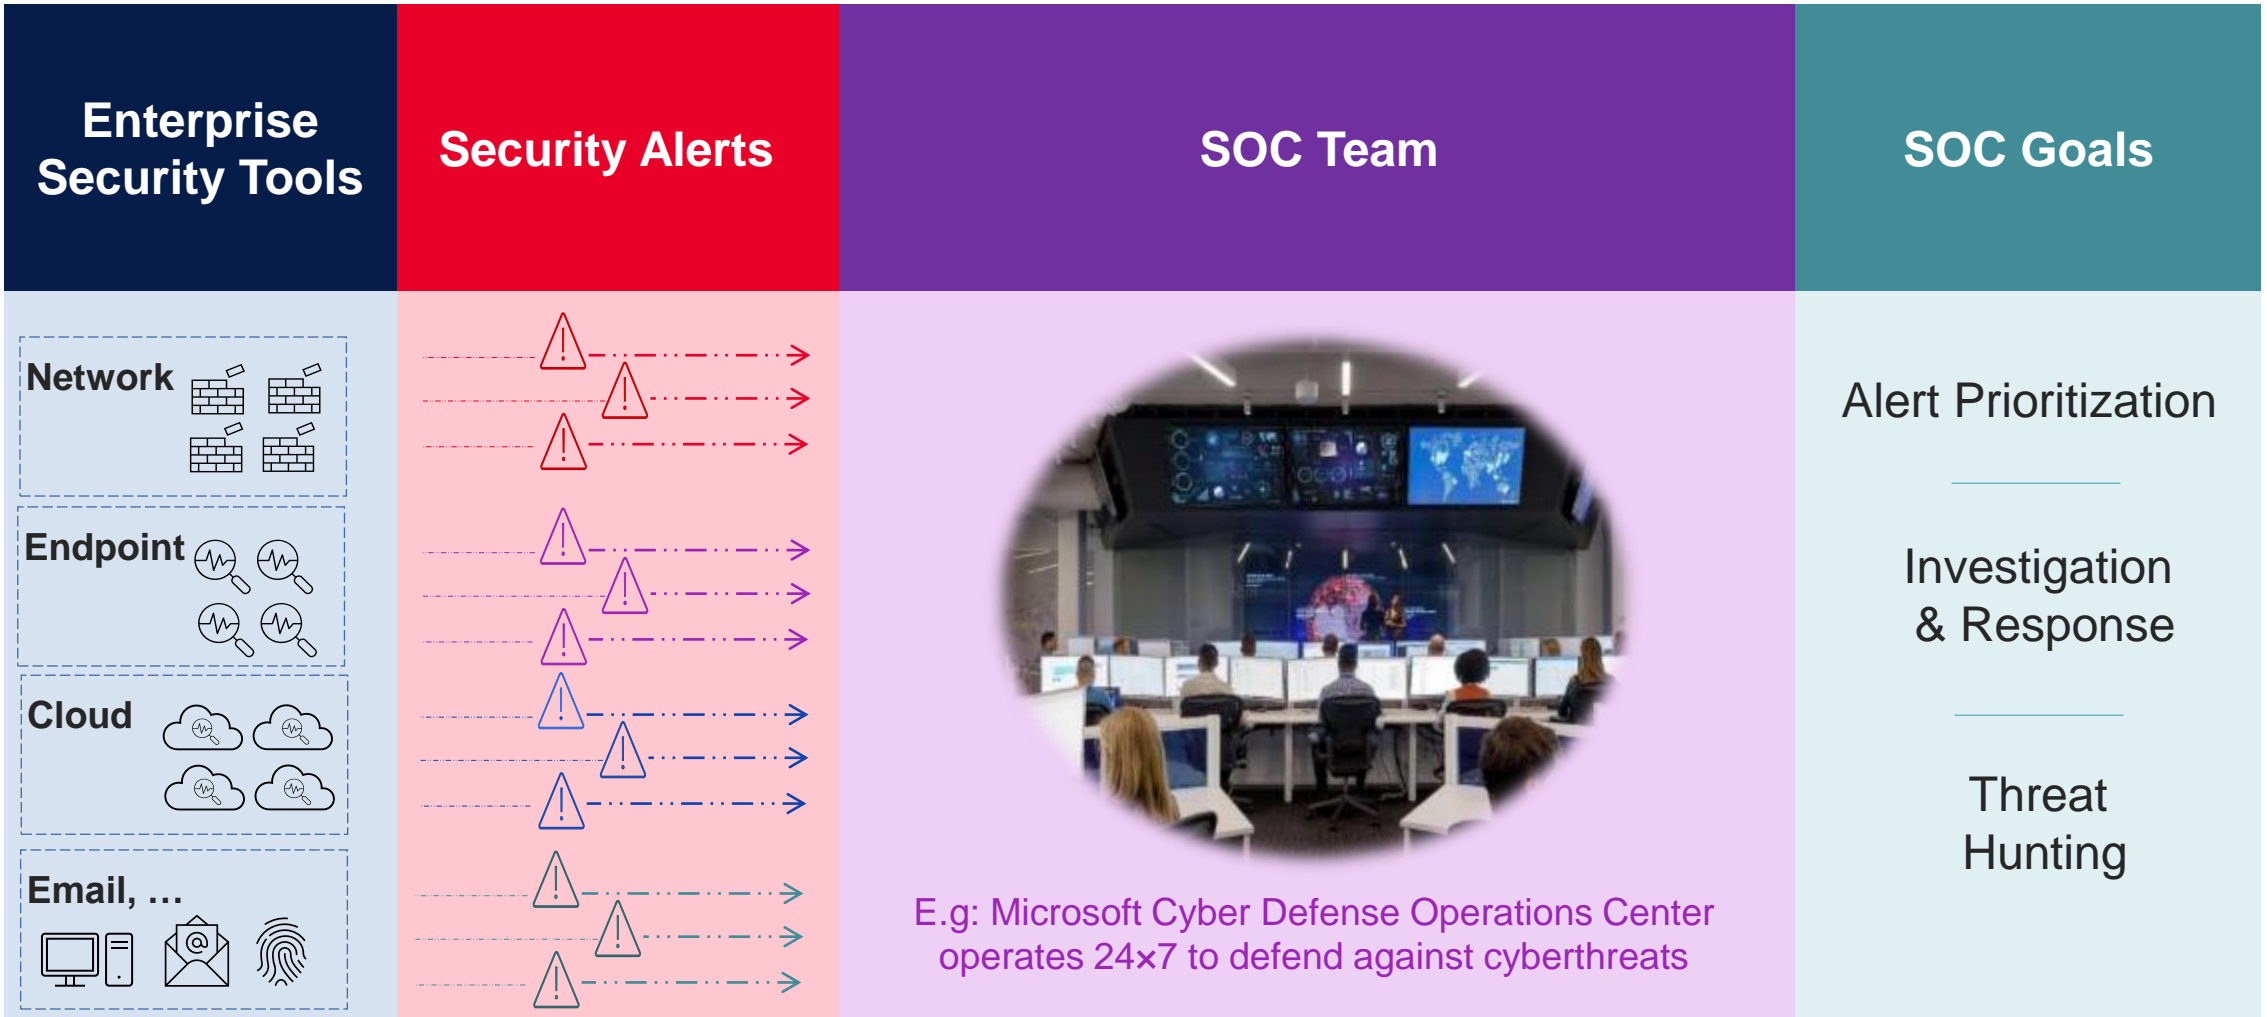 Enterprise
Security Tools
Security Alerts
SOC Team
SOC Goals
Network
Endpoint
Cloud
Email, …
@
E.g: Microsoft Cyber Defense Operations Center
operates 24×7 to defend against cyberthreats
Alert Prioritization
Investigation
& Response
Threat
Hunting